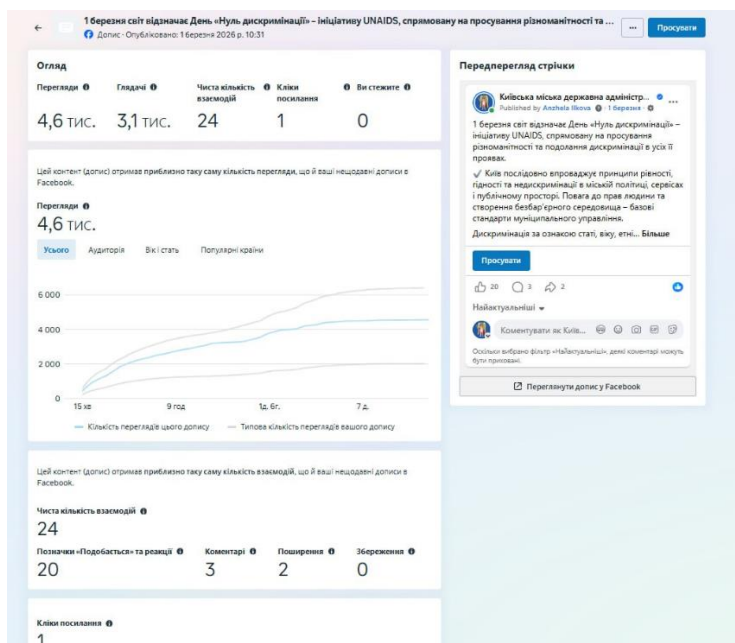 1 березня світ відзначає День «Нуль дискримінації» – ініціативу UNAIDS, спрямовану на просування різноманітності та ...
Допис · Опубліковано: 1 березня 2026 р. 10:31
Просувати
Огляд
Перегляди Глядачі Чиста кількість взаємодій Кліки посилання Ви стежите
4,6 тис. 3,1 тис. 24 1 0
Цей контент (допис) отримав приблизно таку саму кількість перегляди, що й ваші нещодавні дописи в
Facebook.
Перегляди
4,6 тис.
Усього Аудиторія Вік і стать Популярні країни
6 000
4 000
2 000
0
15 хв 9 год 1д. 6г. 7 д.
Кількість переглядів цього допису Типова кількість переглядів вашого допису
Цей контент (допис) отримав приблизно таку саму кількість взаємодій, що й ваші нещодавні дописи в
Facebook.
Чиста кількість взаємодій
24
Позначки «Подобається» та реакції Коментарі Поширення Збереження
20 3 2 0
Кліки посилання
1
Передперегляд стрічки
Київська міська державна адміністр...
Published by Anzhela Ilkova · 1 березня ·
1 березня світ відзначає День «Нуль дискримінації» –
ініціативу UNAIDS, спрямовану на просування
різноманітності та подолання дискримінації в усіх її
проявах.
✓ Київ послідовно впроваджує принципи рівності,
гідності та недискримінації в міській політиці, сервісах
і публічному просторі. Повага до прав людини та
створення безбар'єрного середовища – базові
стандарти муніципального управління.
Дискримінація за ознакою статі, віку, етні... Більше
Просувати
20 3 2
Найактуальніші
Коментувати як Київ...
Оскільки вибрано фільтр «Найактуальніші», деякі коментарі можуть
бути приховані.
Переглянути допис у Facebook